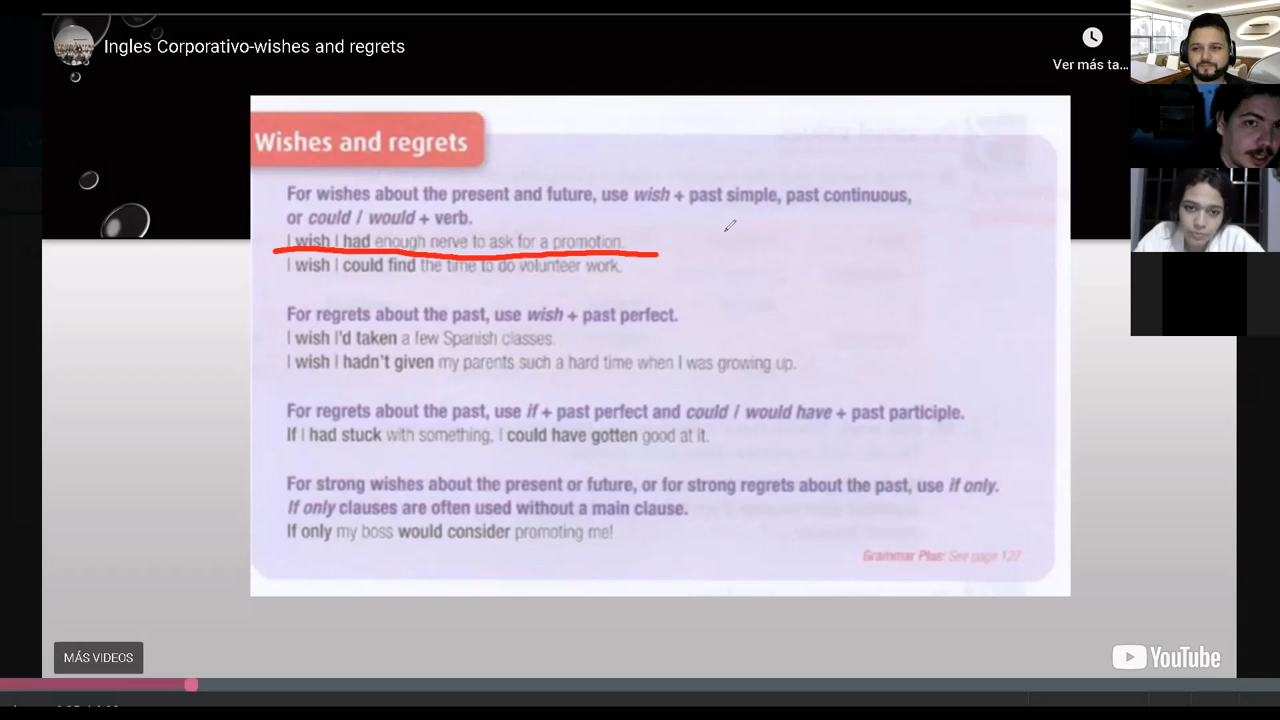 Ingles Corporativo-wishes and regrets
Ver más ta...
Wishes and regrets
For wishes about the present and future, use wish + past simple, past continuous,
or could / would + verb.
I wish I had enough nerve to ask for a promotion.
I wish I could find the time to do volunteer work.
For regrets about the past, use wish + past perfect.
I wish I'd taken a few Spanish classes.
I wish I hadn't given my parents such a hard time when I was growing up.
For regrets about the past, use if + past perfect and could / would have + past participle.
If I had stuck with something, I could have gotten good at it.
For strong wishes about the present or future, or for strong regrets about the past, use if only.
If only clauses are often used without a main clause.
If only my boss would consider promoting me!
Grammar Plus: See page 127
MÁS VIDEOS
YouTube